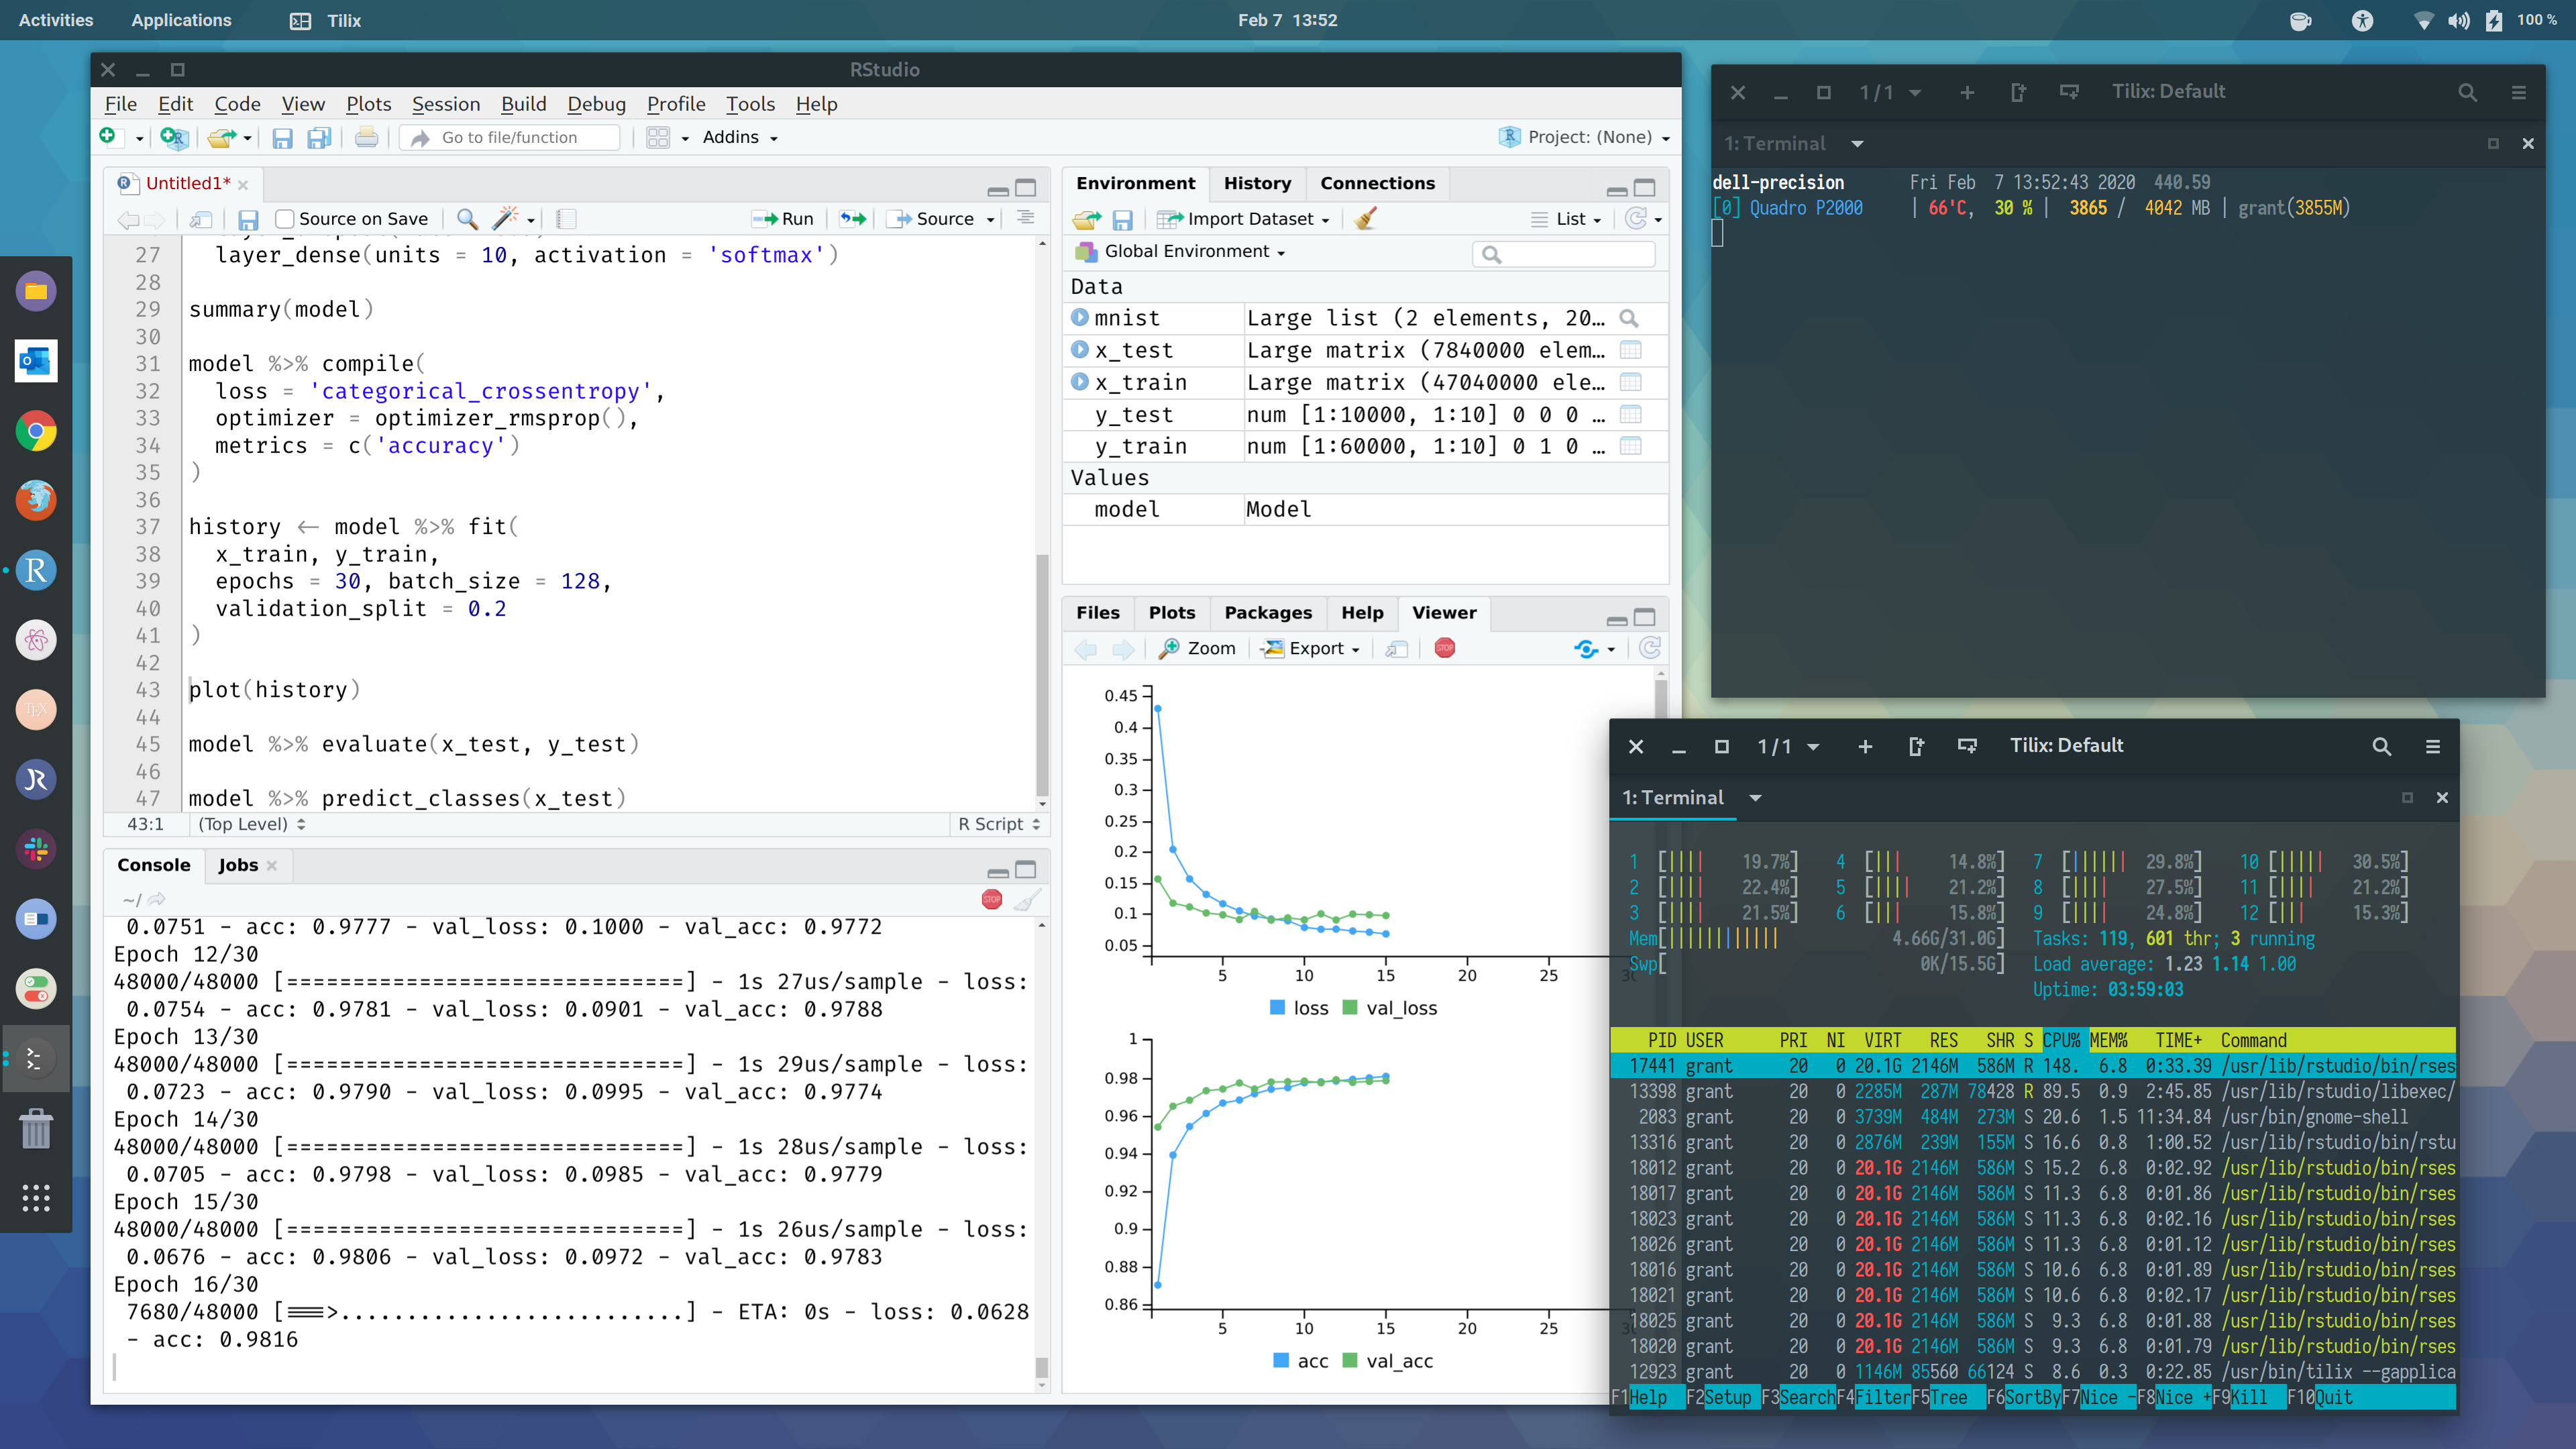 Activities Applications Tilix Feb 7 13:52 100 %
RStudio
File Edit Code View Plots Session Build Debug Profile Tools Help
Go to file/function Addins Project: (None)
Untitled1*
Source on Save Run Source
27 layer_dense(units = 10, activation = 'softmax')
28
29 summary(model)
30
31 model %>% compile(
32 loss = 'categorical_crossentropy',
33 optimizer = optimizer_rmsprop(),
34 metrics = c('accuracy')
35 )
36
37 history <- model %>% fit(
38 x_train, y_train,
39 epochs = 30, batch_size = 128,
40 validation_split = 0.2
41 )
42
43 plot(history)
44
45 model %>% evaluate(x_test, y_test)
46
47 model %>% predict_classes(x_test)
43:1 (Top Level) R Script
Console Jobs
~/
0.0751 - acc: 0.9777 - val_loss: 0.1000 - val_acc: 0.9772
Epoch 12/30
48000/48000 [==============================] - 1s 27us/sample - loss:
0.0754 - acc: 0.9781 - val_loss: 0.0901 - val_acc: 0.9788
Epoch 13/30
48000/48000 [==============================] - 1s 29us/sample - loss:
0.0723 - acc: 0.9790 - val_loss: 0.0995 - val_acc: 0.9774
Epoch 14/30
48000/48000 [==============================] - 1s 28us/sample - loss:
0.0705 - acc: 0.9798 - val_loss: 0.0985 - val_acc: 0.9779
Epoch 15/30
48000/48000 [==============================] - 1s 26us/sample - loss:
0.0676 - acc: 0.9806 - val_loss: 0.0972 - val_acc: 0.9783
Epoch 16/30
7680/48000 [===>..........................] - ETA: 0s - loss: 0.0628
- acc: 0.9816
Environment History Connections
Import Dataset List
Global Environment
Data
mnist Large list (2 elements, 20…
x_test Large matrix (7840000 elem…
x_train Large matrix (47040000 ele…
y_test num [1:10000, 1:10] 0 0 0 …
y_train num [1:60000, 1:10] 0 1 0 …
Values
model Model
Files Plots Packages Help Viewer
Zoom Export STOP
0.45
0.4
0.35
0.3
0.25
0.2
0.15
0.1
0.05
5 10 15 20 25 30
loss val_loss
1
0.98
0.96
0.94
0.92
0.9
0.88
0.86
5 10 15 20 25
acc val_acc
1/1 Tilix: Default
1: Terminal
dell-precision Fri Feb 7 13:52:43 2020 440.59
[0] Quadro P2000 | 66'C, 30 % | 3865 / 4042 MB | grant(3855M)
1/1 Tilix: Default
1: Terminal
1 [|||| 19.7%] 4 [||| 14.8%] 7 [|||||| 29.8%] 10 [||||| 30.5%]
2 [|||| 22.4%] 5 [|||| 21.2%] 8 [|||| 27.5%] 11 [|||| 21.2%]
3 [|||| 21.5%] 6 [||| 15.8%] 9 [|||| 24.8%] 12 [||| 15.3%]
Mem[||||||||||||| 4.66G/31.0G] Tasks: 119, 601 thr; 3 running
Swp[ 0K/15.5G] Load average: 1.23 1.14 1.00
Uptime: 03:59:03
PID USER PRI NI VIRT RES SHR S CPU% MEM% TIME+ Command
17441 grant 20 0 20.1G 2146M 586M R 148. 6.8 0:33.39 /usr/lib/rstudio/bin/rses
13398 grant 20 0 2285M 287M 78428 R 89.5 0.9 2:45.85 /usr/lib/rstudio/libexec/
2083 grant 20 0 3739M 484M 273M S 20.6 1.5 11:34.84 /usr/bin/gnome-shell
13316 grant 20 0 2876M 239M 155M S 16.6 0.8 1:00.52 /usr/lib/rstudio/bin/rstu
18012 grant 20 0 20.1G 2146M 586M S 15.2 6.8 0:02.92 /usr/lib/rstudio/bin/rses
18017 grant 20 0 20.1G 2146M 586M S 11.3 6.8 0:01.86 /usr/lib/rstudio/bin/rses
18023 grant 20 0 20.1G 2146M 586M S 11.3 6.8 0:02.16 /usr/lib/rstudio/bin/rses
18026 grant 20 0 20.1G 2146M 586M S 11.3 6.8 0:01.12 /usr/lib/rstudio/bin/rses
18016 grant 20 0 20.1G 2146M 586M S 10.6 6.8 0:01.89 /usr/lib/rstudio/bin/rses
18021 grant 20 0 20.1G 2146M 586M S 10.6 6.8 0:02.17 /usr/lib/rstudio/bin/rses
18025 grant 20 0 20.1G 2146M 586M S 9.3 6.8 0:01.88 /usr/lib/rstudio/bin/rses
18020 grant 20 0 20.1G 2146M 586M S 9.3 6.8 0:01.79 /usr/lib/rstudio/bin/rses
12923 grant 20 0 1146M 85560 66124 S 8.6 0.3 0:22.85 /usr/bin/tilix --gapplica
F1Help F2Setup F3SearchF4FilterF5Tree F6SortByF7Nice -F8Nice +F9Kill F10Quit